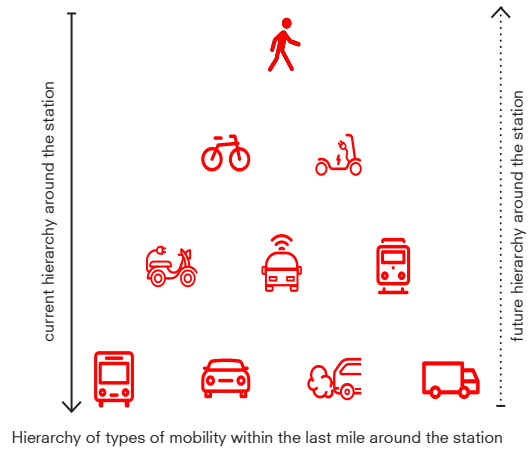 current hierarchy around the station
future hierarchy around the station
Hierarchy of types of mobility within the last mile around the station